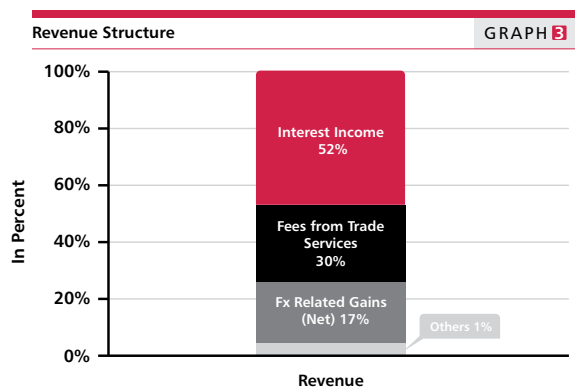 Revenue Structure
GRAPH 3
100%
80%
60%
40%
20%
0%
In Percent
Interest Income
52%
Fees from Trade
Services
30%
Fx Related Gains
(Net) 17%
Others 1%
Revenue